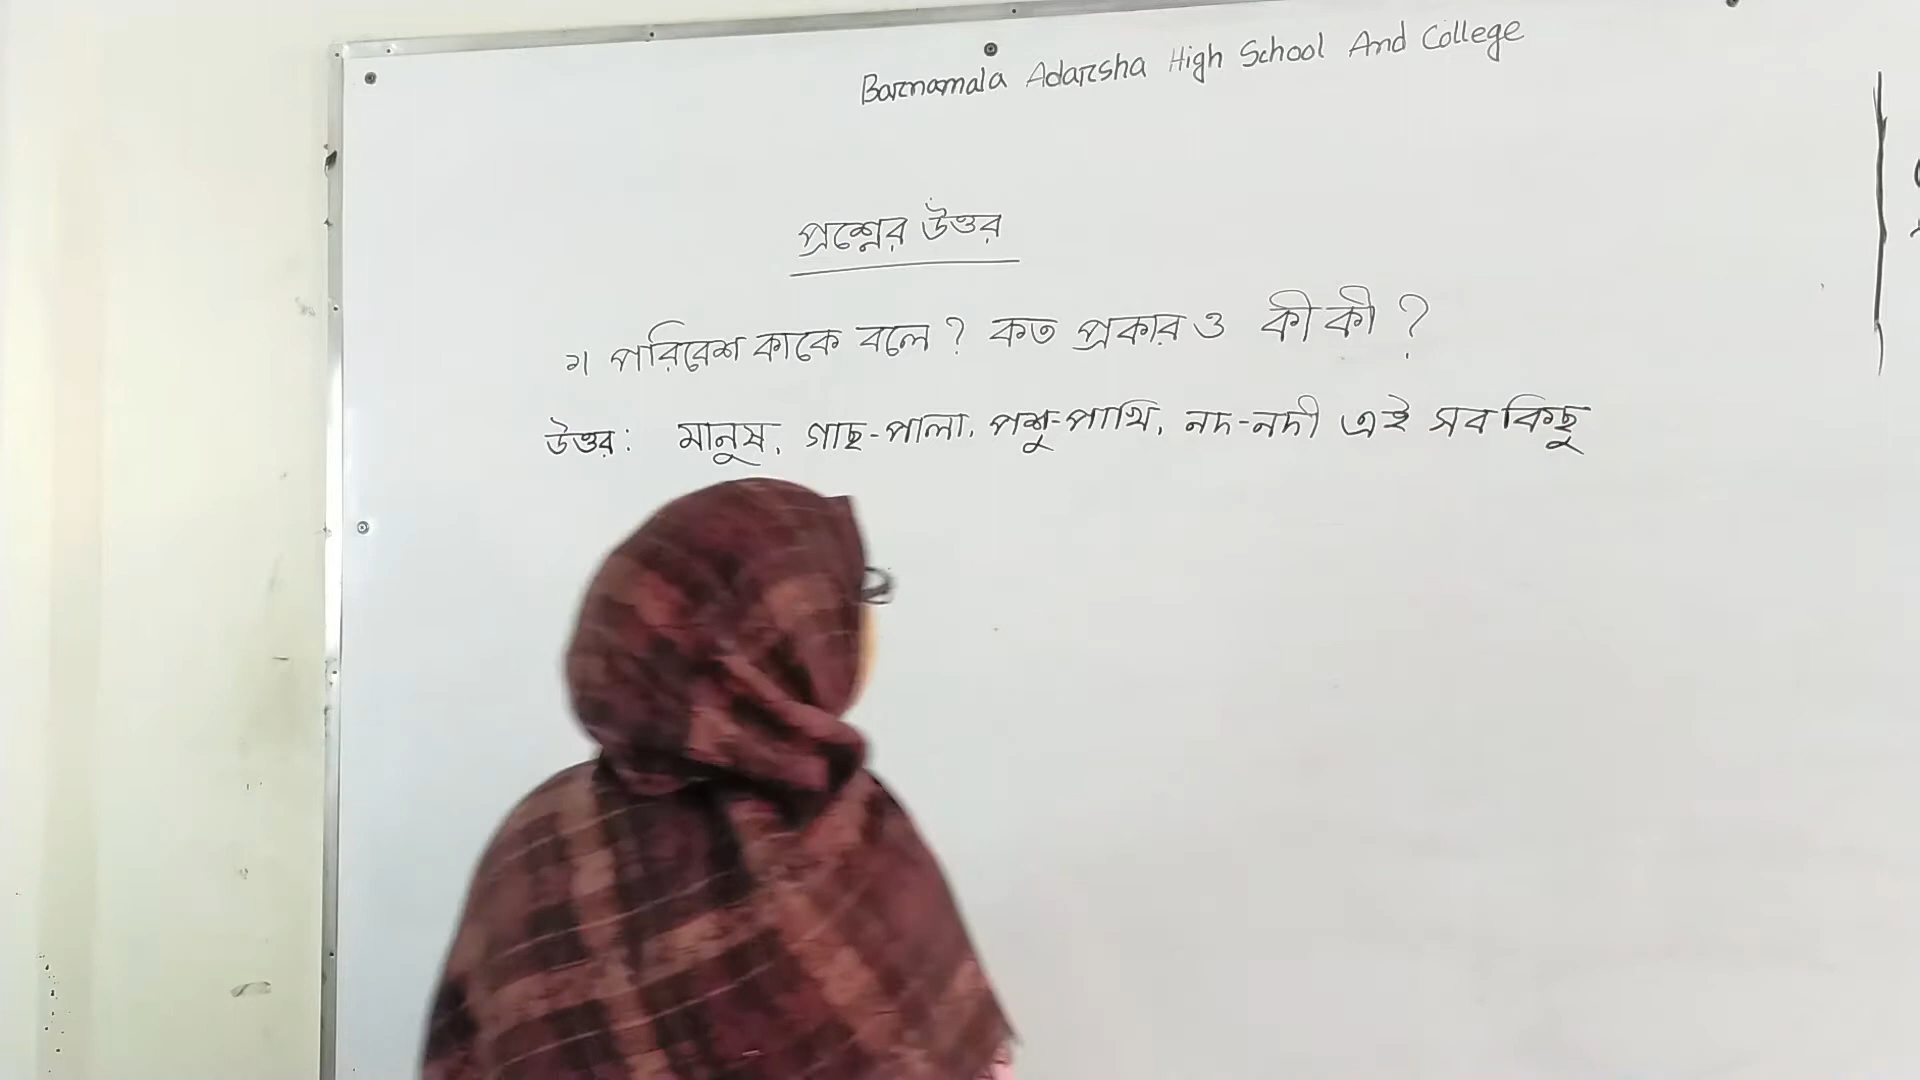 Barnamala Adarsha High School And College
প্রশ্নের উত্তর
১। পরিবেশ কাকে বলে ? কত প্রকার ও কী কী ?
উত্তর : মানুষ, গাছ-পালা, পশু-পাখি, নদ-নদী এই সব কিছু